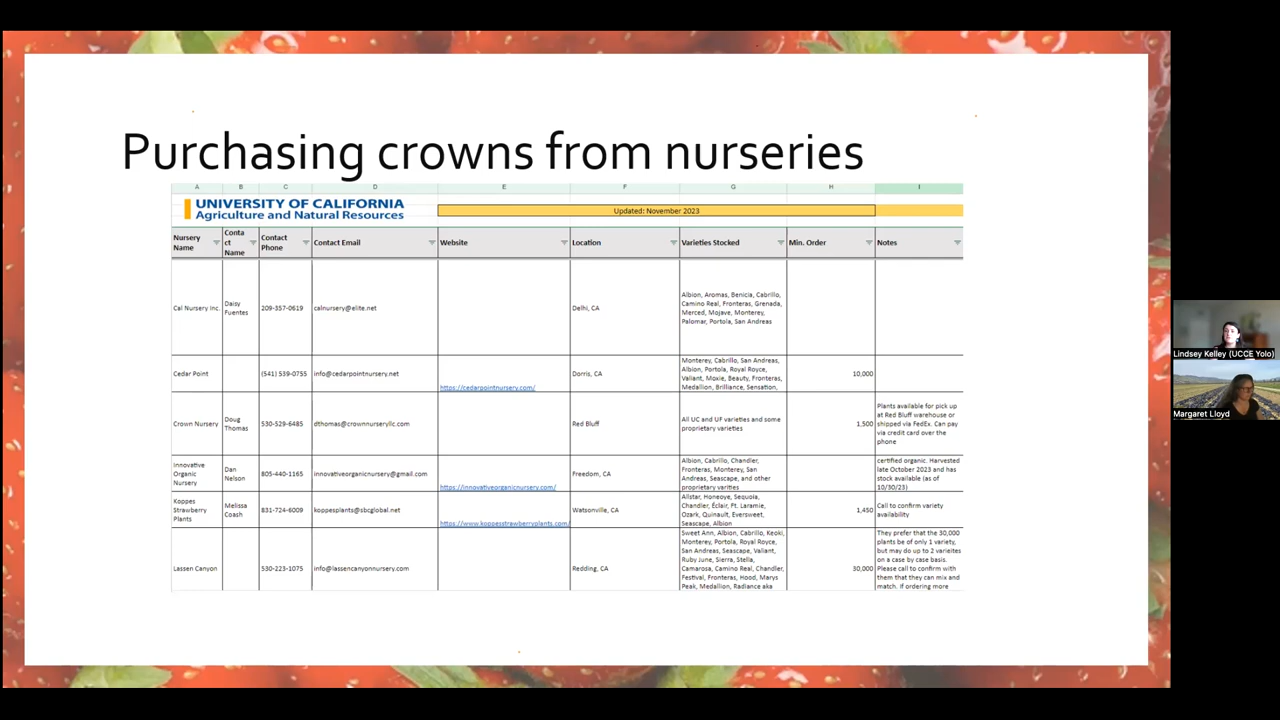 Purchasing crowns from nurseries
A B C D E F G H I
UNIVERSITY OF CALIFORNIA
Agriculture and Natural Resources
Updated: November 2023
Nursery Name
Conta
ct
Name
Contact
Phone
Contact Email
Website
Location
Varieties Stocked
Min. Order
Notes
Cal Nursery Inc.
Daisy
Fuentes
209-357-0619
calnursery@elite.net
Delhi, CA
Albion, Aromas, Benicia, Cabrillo,
Camino Real, Fronteras, Grenada,
Merced, Mojave, Monterey,
Palomar, Portola, San Andreas
Cedar Point
(541) 539-0755
info@cedarpointnursery.net
https://cedarpointnursery.com/
Dorris, CA
Monterey, Cabrillo, San Andreas,
Albion, Portola, Royal Royce,
Valiant, Moxie, Beauty, Fronteras,
Medallion, Brilliance, Sensation,
10,000
Crown Nursery
Doug
Thomas
530-529-6485
dthomas@crownnurseryllc.com
Red Bluff
All UC and UF varieties and some
proprietary varieties
1,500
Plants available for pick up
at Red Bluff warehouse or
shipped via FedEx. Can pay
via credit card over the
phone
Innovative
Organic
Nursery
Dan
Nelson
805-440-1165
innovativeorganicnursery@gmail.com
https://innovativeorganicnursery.com/
Freedom, CA
Albion, Cabrillo, Chandler,
Fronteras, Monterey, San
Andreas, Seascape, and other
proprietary varities
certified organic. Harvested
late October 2023 and has
stock available (as of
10/30/23)
Koppes
Strawberry
Plants
Melissa
Coash
831-724-6009
koppesplants@sbcglobal.net
https://www.koppesstrawberryplants.com/
Watsonville, CA
Allstar, Honeoye, Sequoia,
Chandler, Éclair, Ft. Laramie,
Ozark, Quinault, Eversweet,
Seascape, Albion
1,450
Call to confirm variety
availability
Lassen Canyon
530-223-1075
info@lassencanyonnursery.com
Redding, CA
Sweet Ann, Albion, Cabrillo, Keoki,
Monterey, Portola, Royal Royce,
San Andreas, Seascape, Valiant,
Ruby June, Sierra, Stella,
Camarosa, Camino Real, Chandler,
Festival, Fronteras, Hood, Marys
Peak, Medallion, Radiance aka
30,000
They prefer that the 30,000
plants be of only 1 variety,
but may do up to 2 varieites
on a case by case basis.
Please call to confirm with
them that they can mix and
match. If ordering more
Lindsey Kelley (UCCE Yolo)
Margaret Lloyd